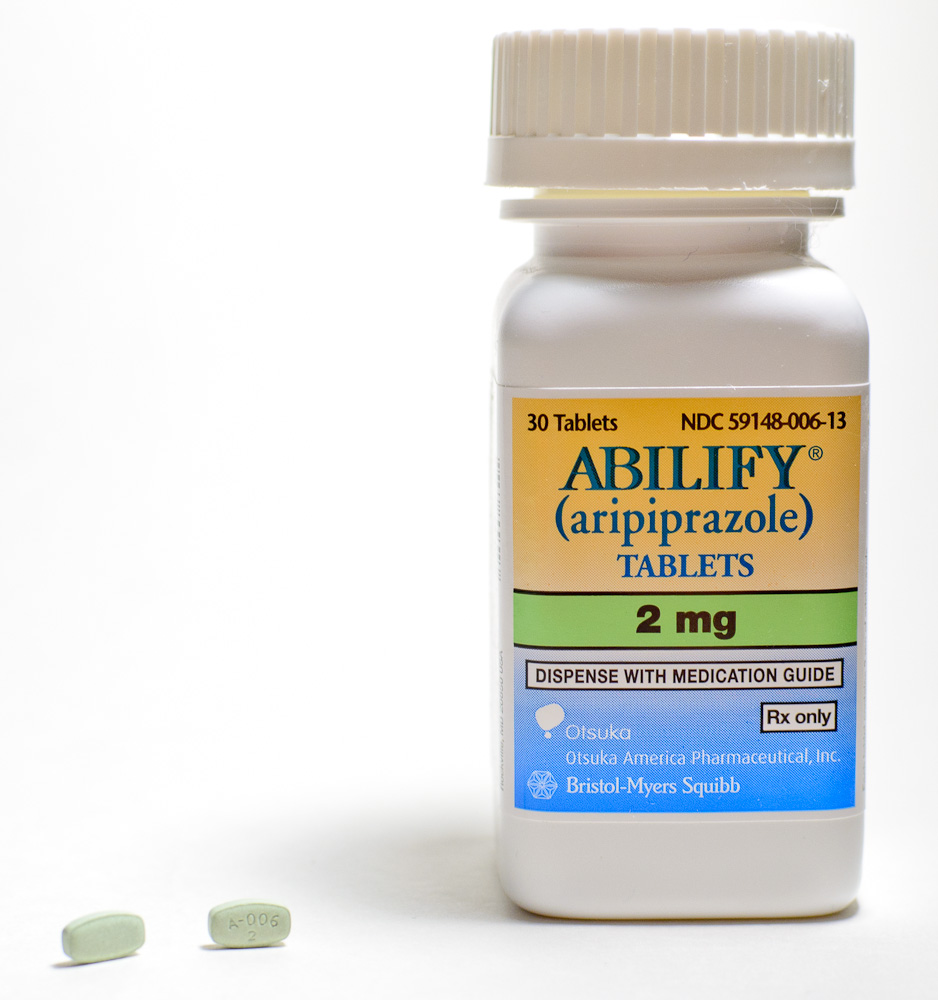 30 Tablets NDC 59148-006-13
ABILIFY®
(aripiprazole)
TABLETS
2 mg
DISPENSE WITH MEDICATION GUIDE
Rx only
Otsuka
Otsuka America Pharmaceutical, Inc.
Bristol-Myers Squibb
A-006
2